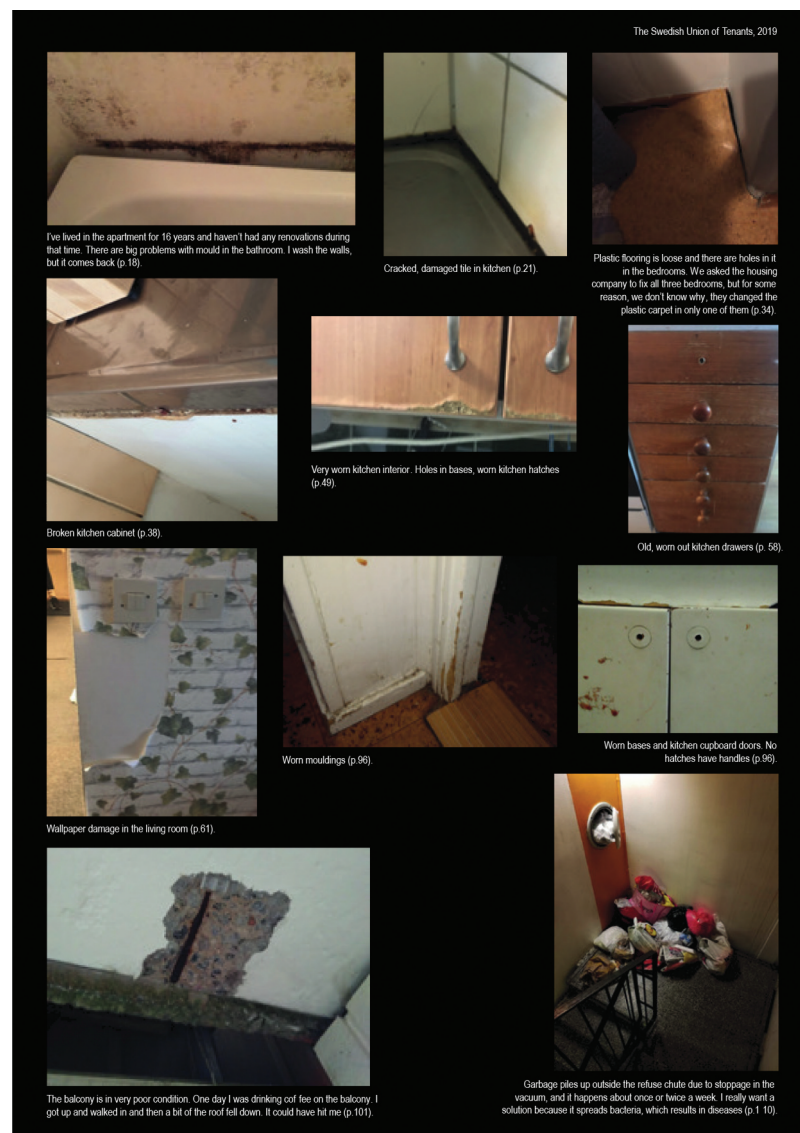 The Swedish Union of Tenants, 2019
I've lived in the apartment for 16 years and haven't had any renovations during
that time. There are big problems with mould in the bathroom. I wash the walls,
but it comes back (p.18).
Cracked, damaged tile in kitchen (p.21).
Plastic flooring is loose and there are holes in it
in the bedrooms. We asked the housing
company to fix all three bedrooms, but for some
reason, we don't know why, they changed the
plastic carpet in only one of them (p.34).
Broken kitchen cabinet (p.38).
Very worn kitchen interior. Holes in bases, worn kitchen hatches
(p.49).
Old, worn out kitchen drawers (p. 58).
Wallpaper damage in the living room (p.61).
Worn mouldings (p.96).
Worn bases and kitchen cupboard doors. No
hatches have handles (p.96).
The balcony is in very poor condition. One day I was drinking cof fee on the balcony. I
got up and walked in and then a bit of the roof fell down. It could have hit me (p.101).
Garbage piles up outside the refuse chute due to stoppage in the
vacuum, and it happens about once or twice a week. I really want a
solution because it spreads bacteria, which results in diseases (p.1 10).